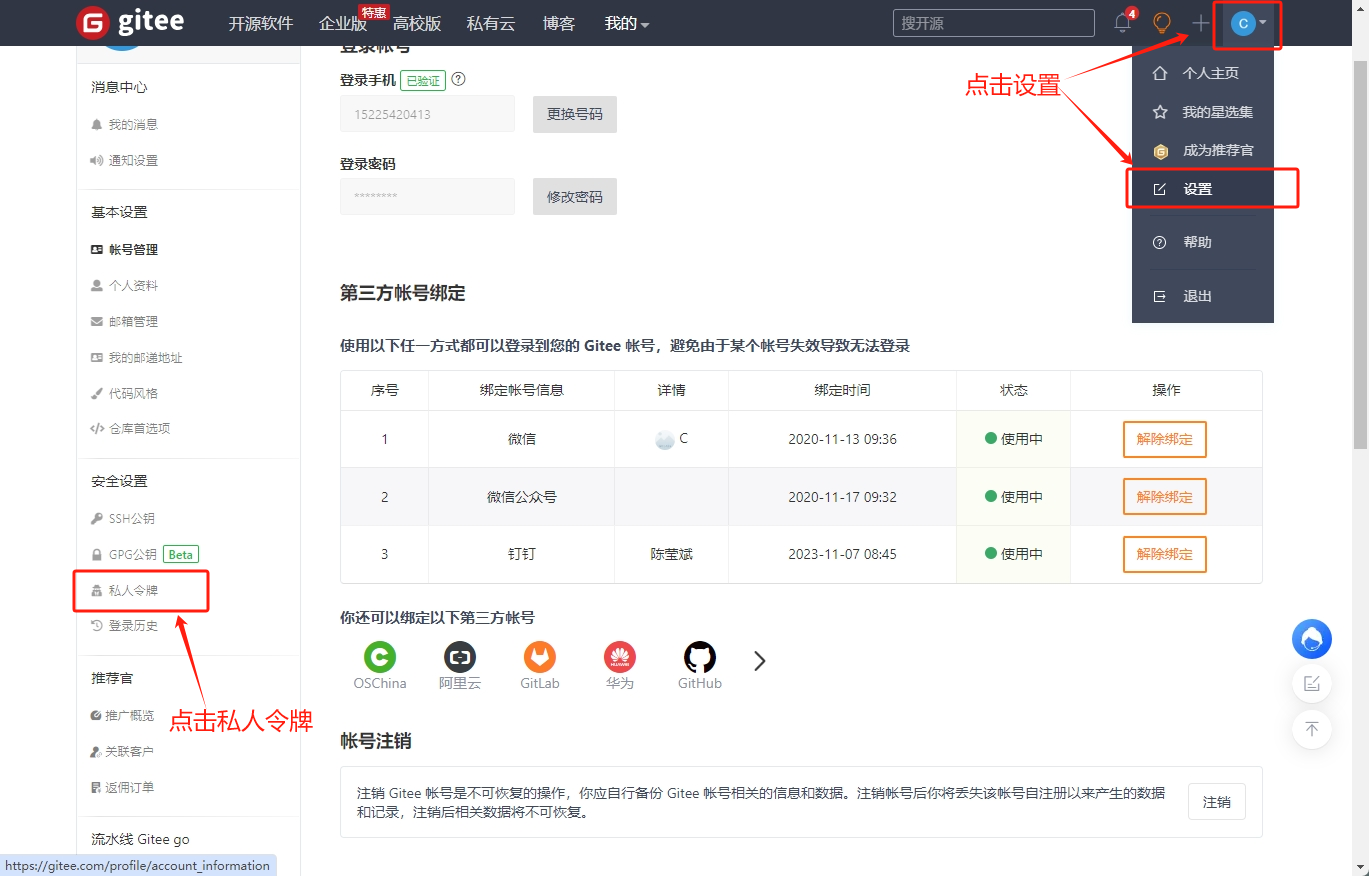 gitee
开源软件
企业版
特惠
高校版
私有云
博客
我的
搜开源
4
C
点击设置
个人主页
我的星选集
成为推荐官
设置
帮助
退出
消息中心
我的消息
通知设置
基本设置
帐号管理
个人资料
邮箱管理
我的邮递地址
代码风格
仓库首选项
安全设置
SSH公钥
GPG公钥 Beta
私人令牌
登录历史
推荐官
推广概览
关联客户
返佣订单
流水线 Gitee go
点击私人令牌
登录帐号
登录手机 已验证
15225420413
更换号码
登录密码
********
修改密码
第三方帐号绑定
使用以下任一方式都可以登录到您的 Gitee 帐号，避免由于某个帐号失效导致无法登录
序号 绑定帐号信息 详情 绑定时间 状态 操作
1 微信 C 2020-11-13 09:36 使用中 解除绑定
2 微信公众号 2020-11-17 09:32 使用中 解除绑定
3 钉钉 陈莹斌 2023-11-07 08:45 使用中 解除绑定
你还可以绑定以下第三方帐号
OSChina 阿里云 GitLab 华为 GitHub
帐号注销
注销 Gitee 帐号是不可恢复的操作，你应自行备份 Gitee 帐号相关的信息和数据。注销帐号后你将丢失该帐号自注册以来产生的数据
和记录，注销后相关数据将不可恢复。
注销
https://gitee.com/profile/account_information